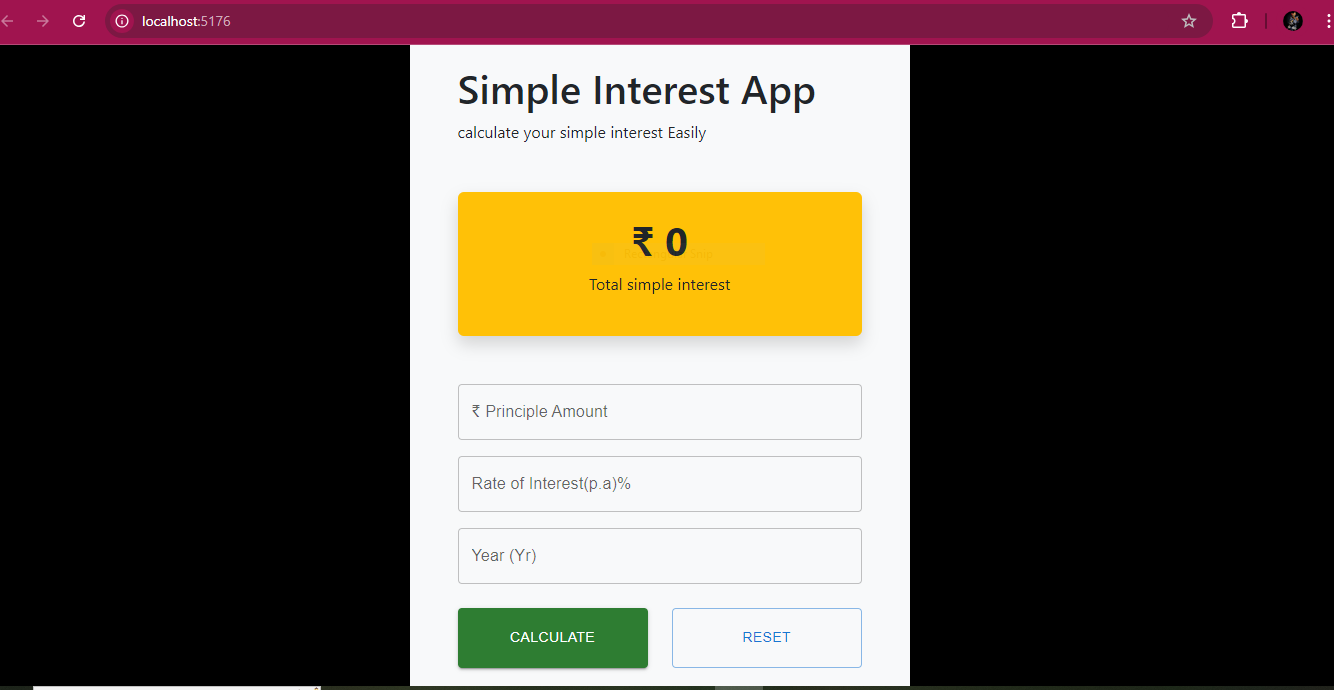 localhost:5176
Simple Interest App
calculate your simple interest Easily
₹ 0
Total simple interest
₹ Principle Amount
Rate of Interest(p.a)%
Year (Yr)
CALCULATE
RESET